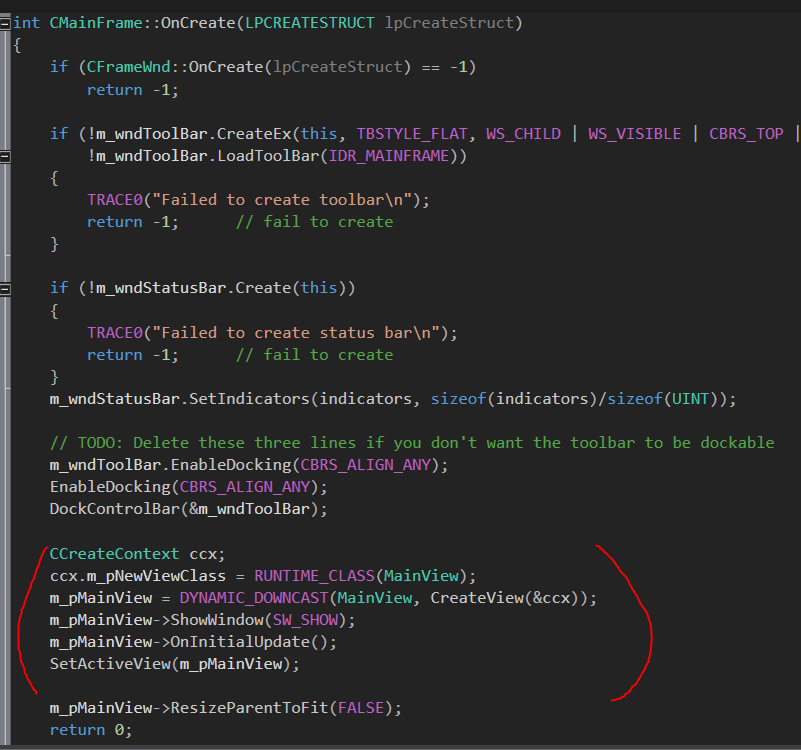 int CMainFrame::OnCreate(LPCREATESTRUCT lpCreateStruct)
{
    if (CFrameWnd::OnCreate(lpCreateStruct) == -1)
        return -1;

    if (!m_wndToolBar.CreateEx(this, TBSTYLE_FLAT, WS_CHILD | WS_VISIBLE | CBRS_TOP |
        !m_wndToolBar.LoadToolBar(IDR_MAINFRAME))
    {
        TRACE0("Failed to create toolbar\n");
        return -1;      // fail to create
    }

    if (!m_wndStatusBar.Create(this))
    {
        TRACE0("Failed to create status bar\n");
        return -1;      // fail to create
    }
    m_wndStatusBar.SetIndicators(indicators, sizeof(indicators)/sizeof(UINT));

    // TODO: Delete these three lines if you don't want the toolbar to be dockable
    m_wndToolBar.EnableDocking(CBRS_ALIGN_ANY);
    EnableDocking(CBRS_ALIGN_ANY);
    DockControlBar(&m_wndToolBar);

    CCreateContext ccx;
    ccx.m_pNewViewClass = RUNTIME_CLASS(MainView);
    m_pMainView = DYNAMIC_DOWNCAST(MainView, CreateView(&ccx));
    m_pMainView->ShowWindow(SW_SHOW);
    m_pMainView->OnInitialUpdate();
    SetActiveView(m_pMainView);

    m_pMainView->ResizeParentToFit(FALSE);
    return 0;